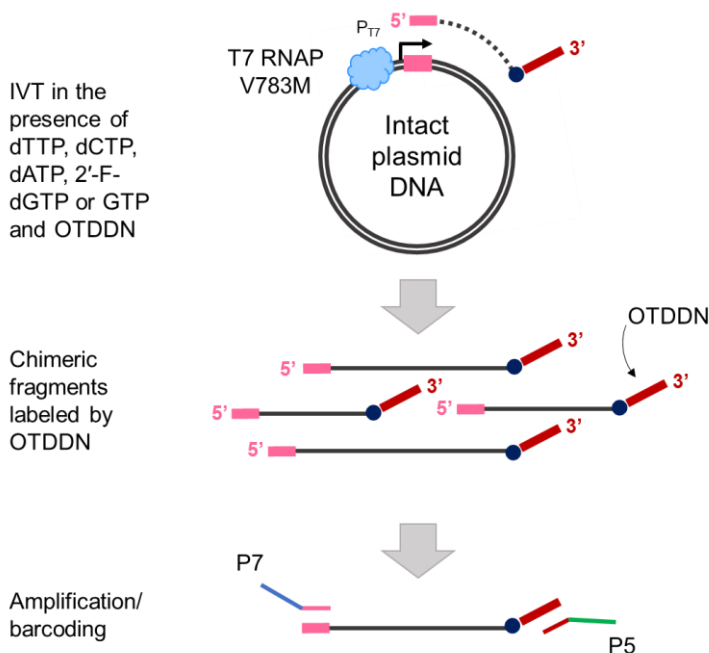 5’
3’
P_T7
T7 RNAP
V783M
IVT in the
presence of
dTTP, dCTP,
dATP, 2′-F-
dGTP or GTP
and OTDDN
Intact
plasmid
DNA
OTDDN
Chimeric
fragments
labeled by
OTDDN
5’
3’
5’
3’
5’
3’
5’
3’
P7
Amplification/
barcoding
P5